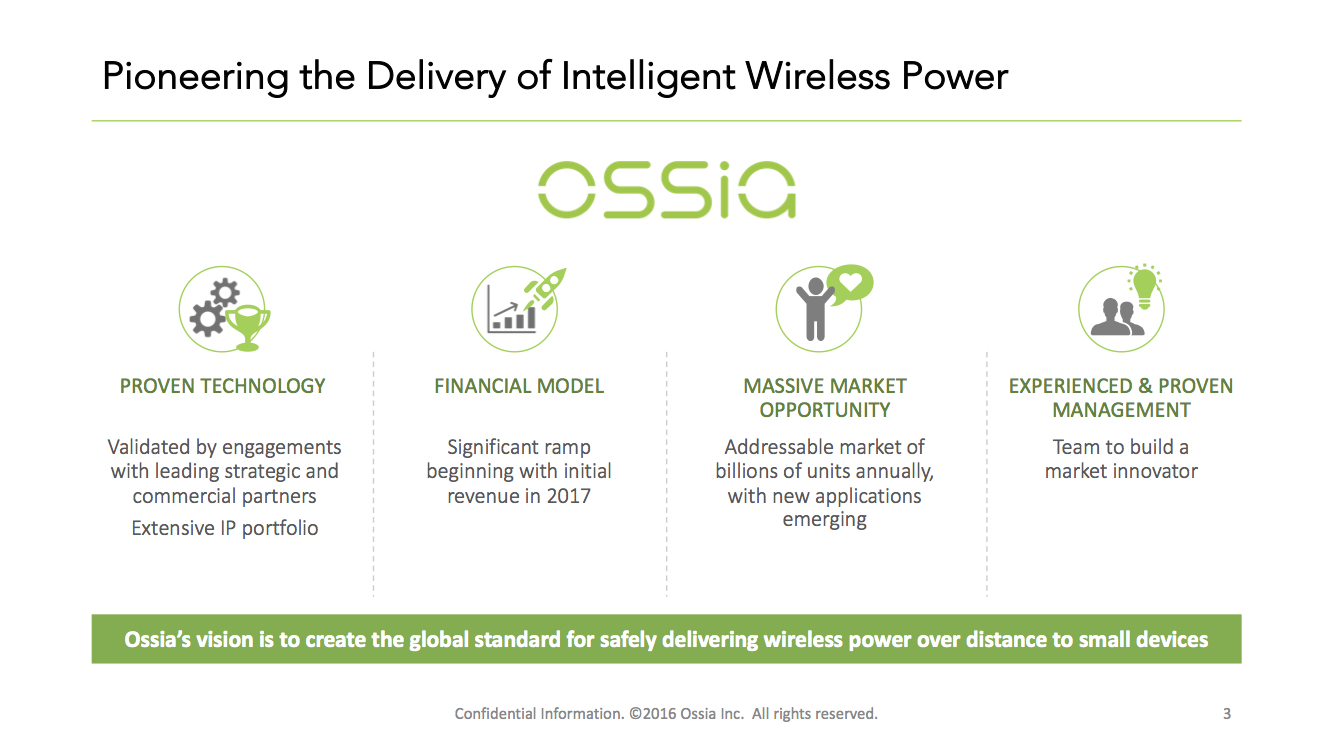 Pioneering the Delivery of Intelligent Wireless Power
ossia
PROVEN TECHNOLOGY
Validated by engagements
with leading strategic and
commercial partners
Extensive IP portfolio
FINANCIAL MODEL
Significant ramp
beginning with initial
revenue in 2017
MASSIVE MARKET
OPPORTUNITY
Addressable market of
billions of units annually,
with new applications
emerging
EXPERIENCED & PROVEN
MANAGEMENT
Team to build a
market innovator
Ossia’s vision is to create the global standard for safely delivering wireless power over distance to small devices
Confidential Information. ©2016 Ossia Inc.  All rights reserved.
3